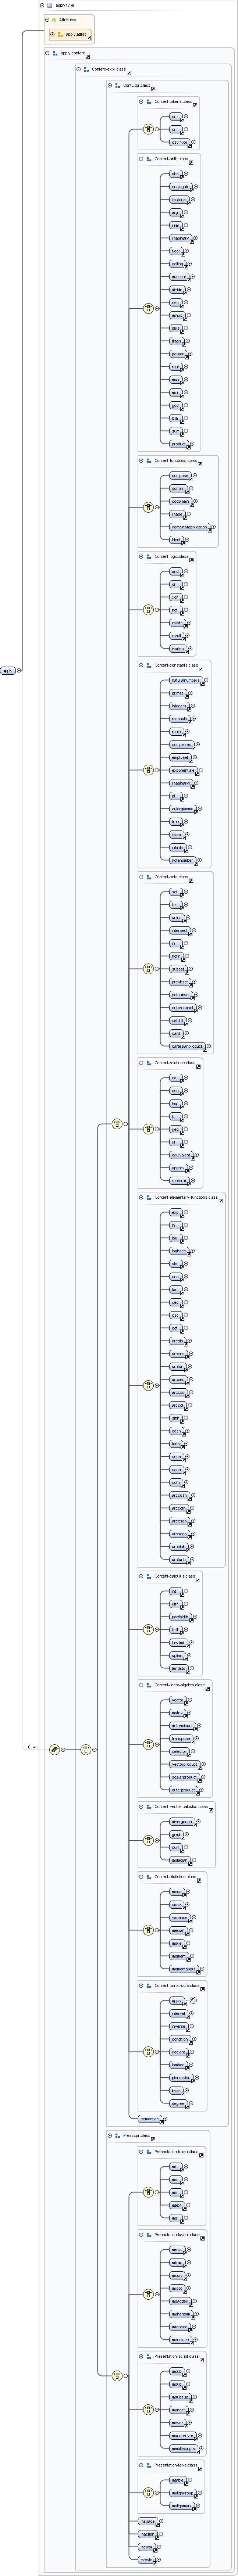 apply.type
Attributes
apply.attlist
apply.content
Content-expr.class
ContExpr.class
Content-tokens.class
cn
ci
csymbol
Content-arith.class
abs
conjugate
factorial
arg
real
imaginary
floor
ceiling
quotient
divide
rem
minus
plus
times
power
root
max
min
gcd
lcm
sum
product
Content-functions.class
compose
domain
codomain
image
domainofapplication
ident
Content-logic.class
and
or
xor
not
exists
forall
implies
Content-constants.class
naturalnumbers
primes
integers
rationals
reals
complexes
emptyset
exponentiale
imaginaryi
pi
eulergamma
true
false
infinity
notanumber
apply
Content-sets.class
set
list
union
intersect
in
notin
subset
prsubset
notsubset
notprsubset
setdiff
card
cartesianproduct
Content-relations.class
eq
neq
leq
lt
geq
gt
equivalent
approx
factorof
Content-elementary-functions.class
exp
ln
log
logbase
sin
cos
tan
sec
csc
cot
arcsin
arccos
arctan
arcsec
arccsc
arccot
sinh
cosh
tanh
sech
csch
coth
arccosh
arccoth
arccsch
arcsech
arcsinh
arctanh
Content-calculus.class
int
diff
partialdiff
limit
lowlimit
uplimit
tendsto
Content-linear-algebra.class
vector
matrix
determinant
transpose
selector
vectorproduct
scalarproduct
outerproduct
0..∞
Content-vector-calculus.class
divergence
grad
curl
laplacian
Content-statistics.class
mean
sdev
variance
median
mode
moment
momentabout
Content-constructs.class
apply
interval
inverse
condition
declare
lambda
piecewise
bvar
degree
semantics
PresExpr.class
Presentation-token.class
mi
mo
mn
mtext
ms
Presentation-layout.class
mrow
mfrac
msqrt
mroot
mpadded
mphantom
mfenced
menclose
Presentation-script.class
msub
msup
msubsup
munder
mover
munderover
mmultiscripts
Presentation-table.class
mtable
maligngroup
malignmark
mspace
maction
merror
mstyle